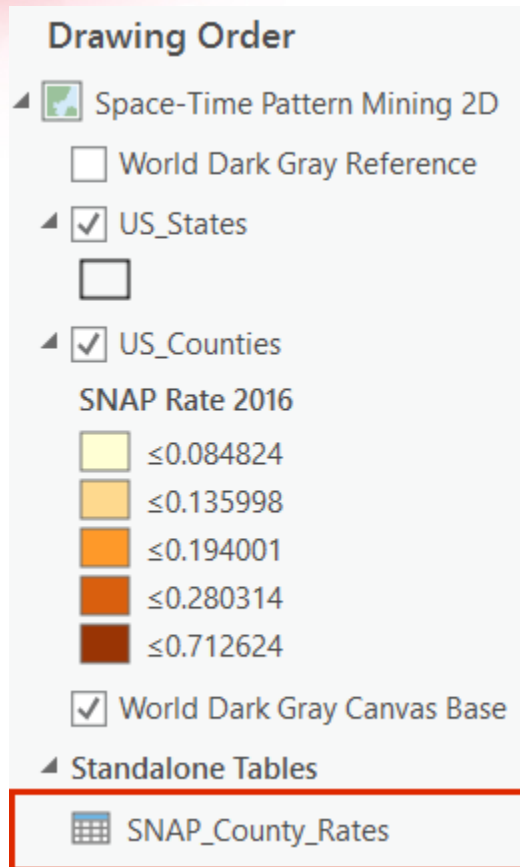 Drawing Order
Space-Time Pattern Mining 2D
World Dark Gray Reference
US_States
US_Counties
SNAP Rate 2016
≤0.084824
≤0.135998
≤0.194001
≤0.280314
≤0.712624
World Dark Gray Canvas Base
Standalone Tables
SNAP_County_Rates